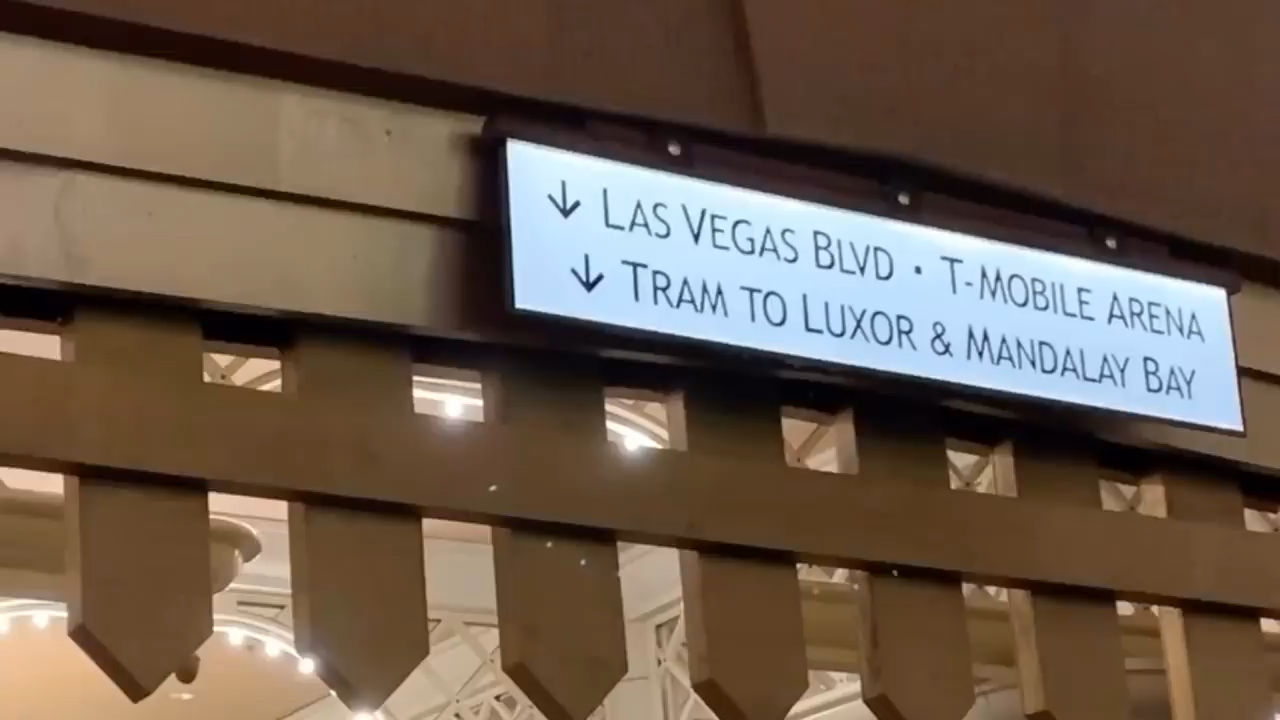 ↓ LAS VEGAS BLVD · T-MOBILE ARENA
↓ TRAM TO LUXOR & MANDALAY BAY